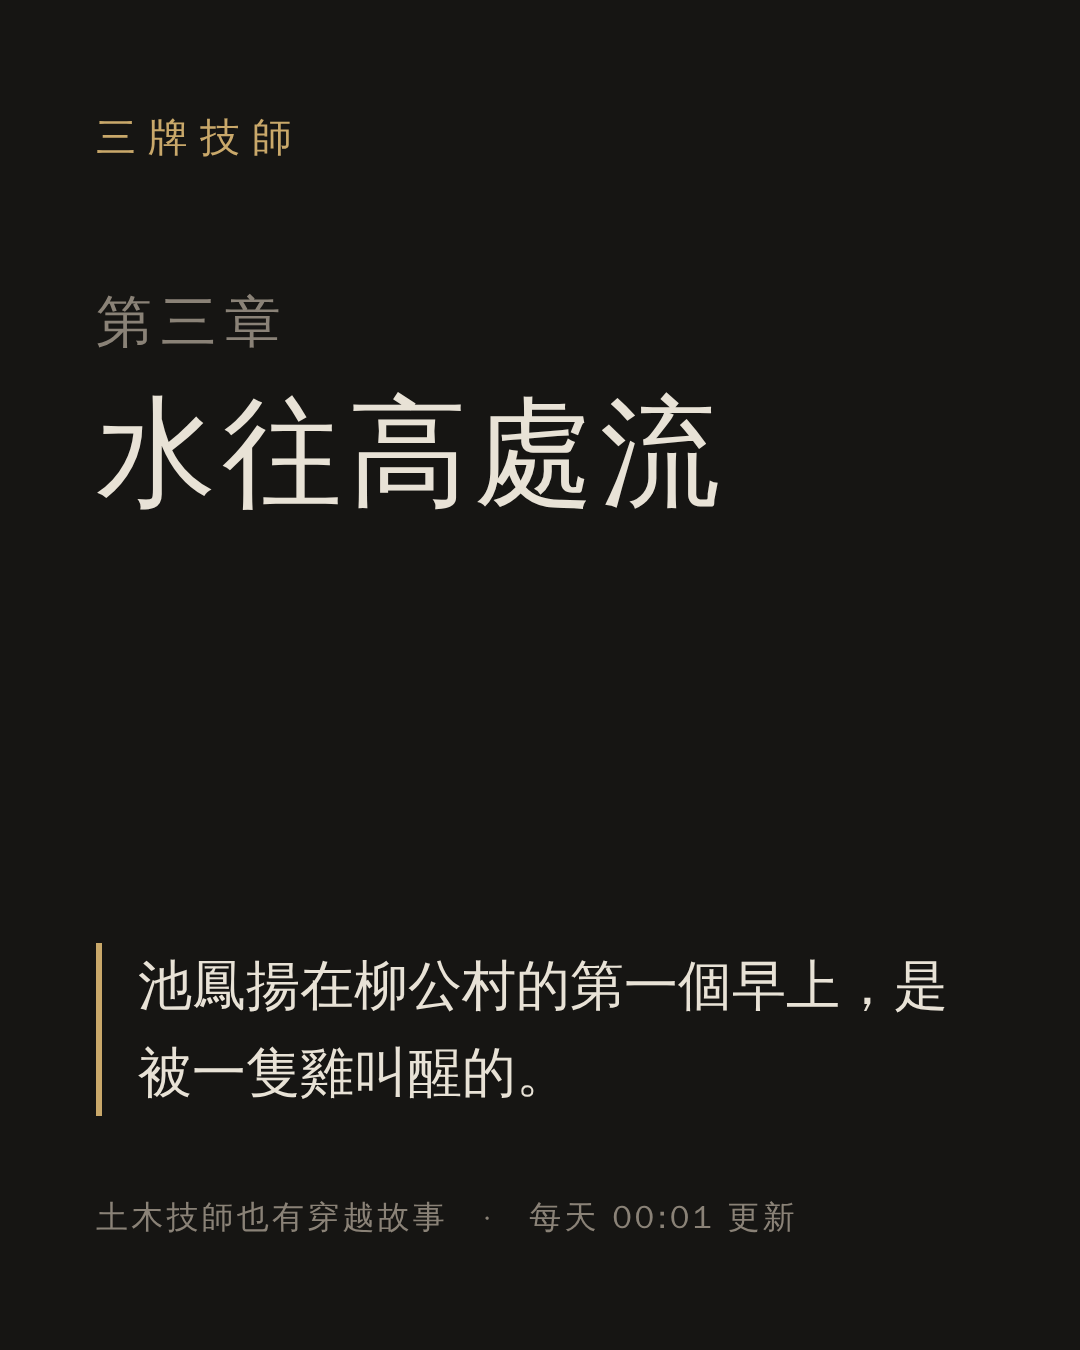 三牌技師
第三章
水往高處流
池鳳揚在柳公村的第一個早上，是
被一隻雞叫醒的。
土木技師也有穿越故事 · 每天 00:01 更新